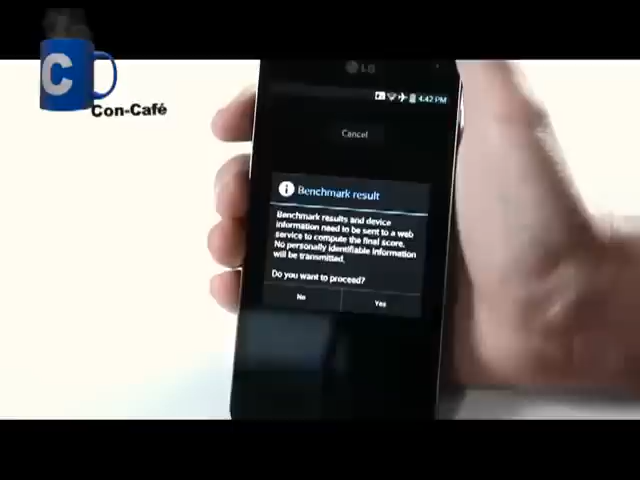 C
Con-Café
LG
4:42 PM
Cancel
Benchmark result
Benchmark results and device
information need to be sent to a web
service to compute the final score.
No personally identifiable information
will be transmitted.
Do you want to proceed?
No
Yes